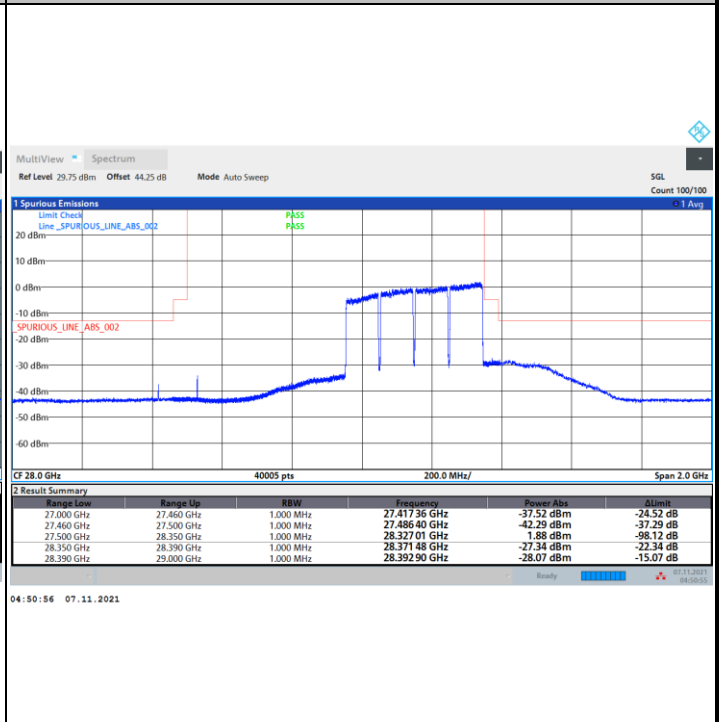 MultiView Spectrum
Ref Level 29.75 dBm Offset 44.25 dB Mode Auto Sweep SGL
Count 100/100
1 Spurious Emissions 1 Avg
Limit Check PASS
Line _SPURIOUS_LINE_ABS_002 PASS
20 dBm
10 dBm
0 dBm
-10 dBm
_SPURIOUS_LINE_ABS_002
-20 dBm
-30 dBm
-40 dBm
-50 dBm
-60 dBm
CF 28.0 GHz 40005 pts 200.0 MHz/ Span 2.0 GHz
2 Result Summary
Range Low Range Up RBW Frequency Power Abs ΔLimit
27.000 GHz 27.460 GHz 1.000 MHz 27.417 36 GHz -37.52 dBm -24.52 dB
27.460 GHz 27.500 GHz 1.000 MHz 27.486 40 GHz -42.29 dBm -37.29 dB
27.500 GHz 28.350 GHz 1.000 MHz 28.327 01 GHz 1.88 dBm -98.12 dB
28.350 GHz 28.390 GHz 1.000 MHz 28.371 48 GHz -27.34 dBm -22.34 dB
28.390 GHz 29.000 GHz 1.000 MHz 28.392 90 GHz -28.07 dBm -15.07 dB
Ready 07.11.2021
04:50:55
04:50:56 07.11.2021